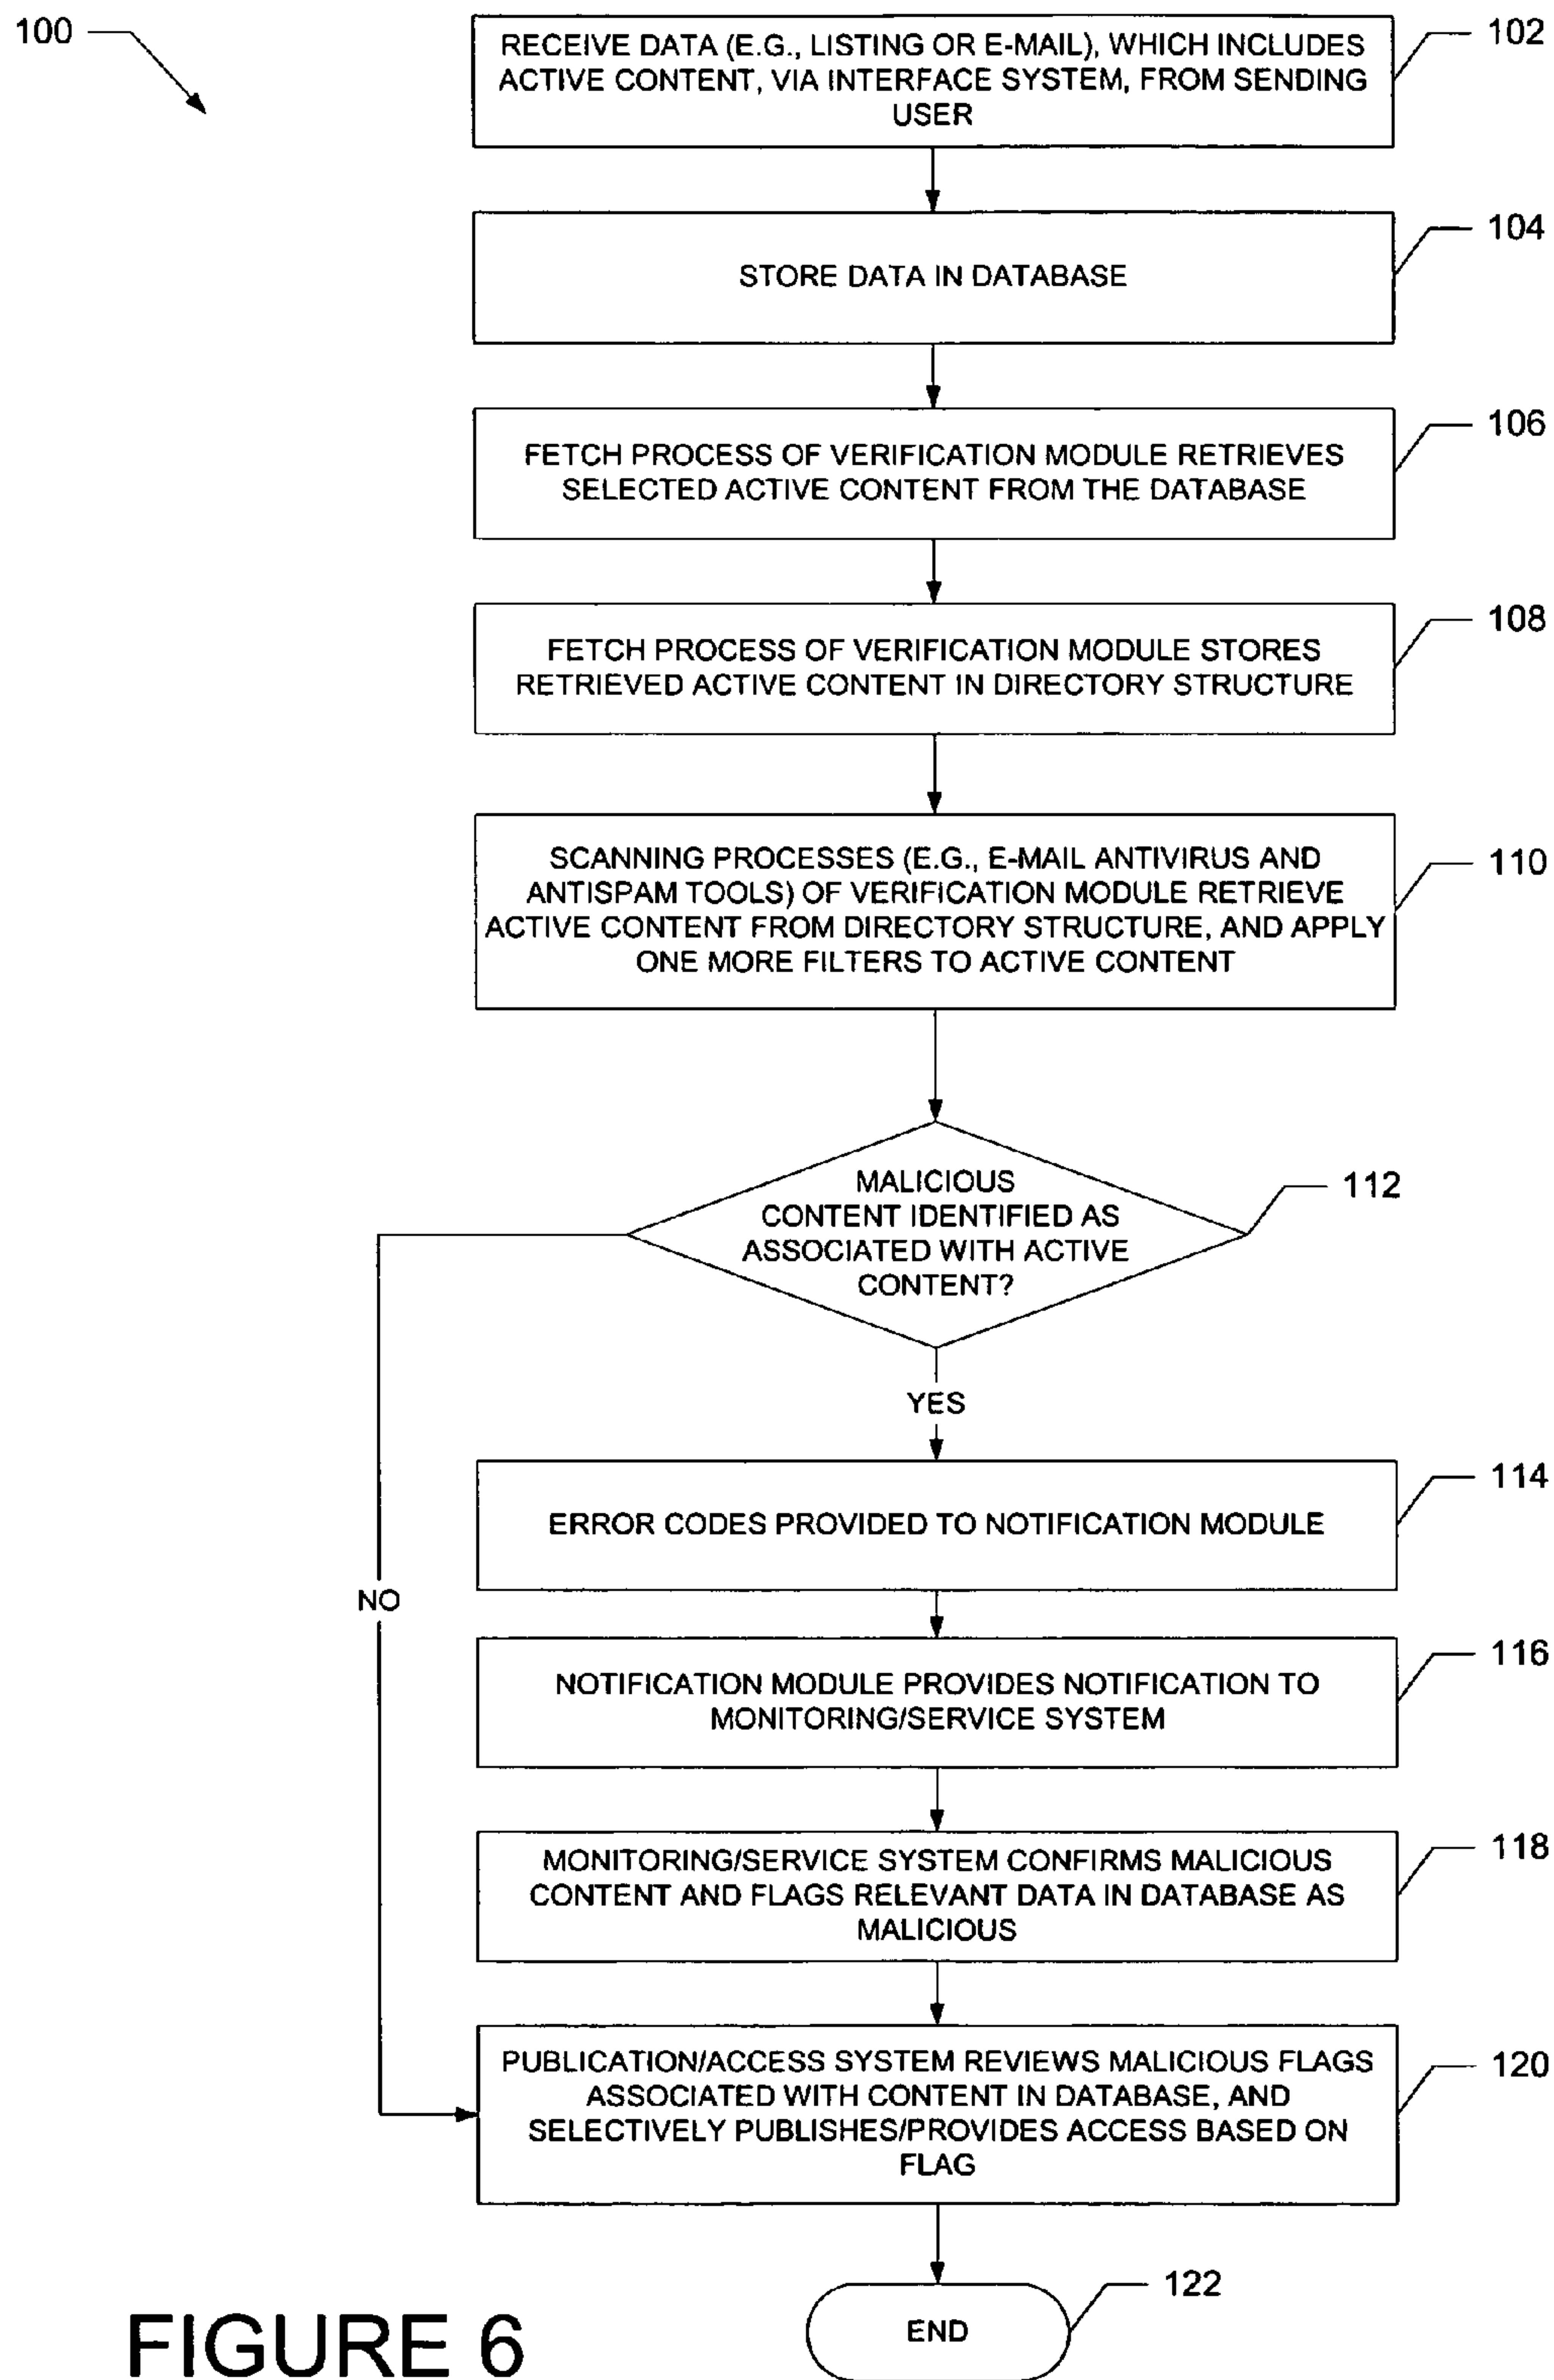 100
RECEIVE DATA (E.G., LISTING OR E-MAIL), WHICH INCLUDES
ACTIVE CONTENT, VIA INTERFACE SYSTEM, FROM SENDING
USER
102
STORE DATA IN DATABASE
104
FETCH PROCESS OF VERIFICATION MODULE RETRIEVES
SELECTED ACTIVE CONTENT FROM THE DATABASE
106
FETCH PROCESS OF VERIFICATION MODULE STORES
RETRIEVED ACTIVE CONTENT IN DIRECTORY STRUCTURE
108
SCANNING PROCESSES (E.G., E-MAIL ANTIVIRUS AND
ANTISPAM TOOLS) OF VERIFICATION MODULE RETRIEVE
ACTIVE CONTENT FROM DIRECTORY STRUCTURE, AND APPLY
ONE MORE FILTERS TO ACTIVE CONTENT
110
MALICIOUS
CONTENT IDENTIFIED AS
ASSOCIATED WITH ACTIVE
CONTENT?
112
YES
NO
ERROR CODES PROVIDED TO NOTIFICATION MODULE
114
NOTIFICATION MODULE PROVIDES NOTIFICATION TO
MONITORING/SERVICE SYSTEM
116
MONITORING/SERVICE SYSTEM CONFIRMS MALICIOUS
CONTENT AND FLAGS RELEVANT DATA IN DATABASE AS
MALICIOUS
118
PUBLICATION/ACCESS SYSTEM REVIEWS MALICIOUS FLAGS
ASSOCIATED WITH CONTENT IN DATABASE, AND
SELECTIVELY PUBLISHES/PROVIDES ACCESS BASED ON
FLAG
120
END
122
FIGURE 6